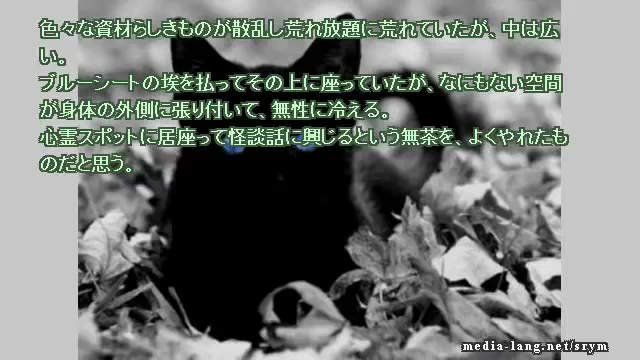 色々な資材らしきものが散乱し荒れ放題に荒れていたが、中は広
い。
ブルーシートの埃を払ってその上に座っていたが、なにもない空間
が身体の外側に張り付いて、無性に冷える。
心霊スポットに居座って怪談話に興じるという無茶を、よくやれたも
のだと思う。
media-lang.net/srym